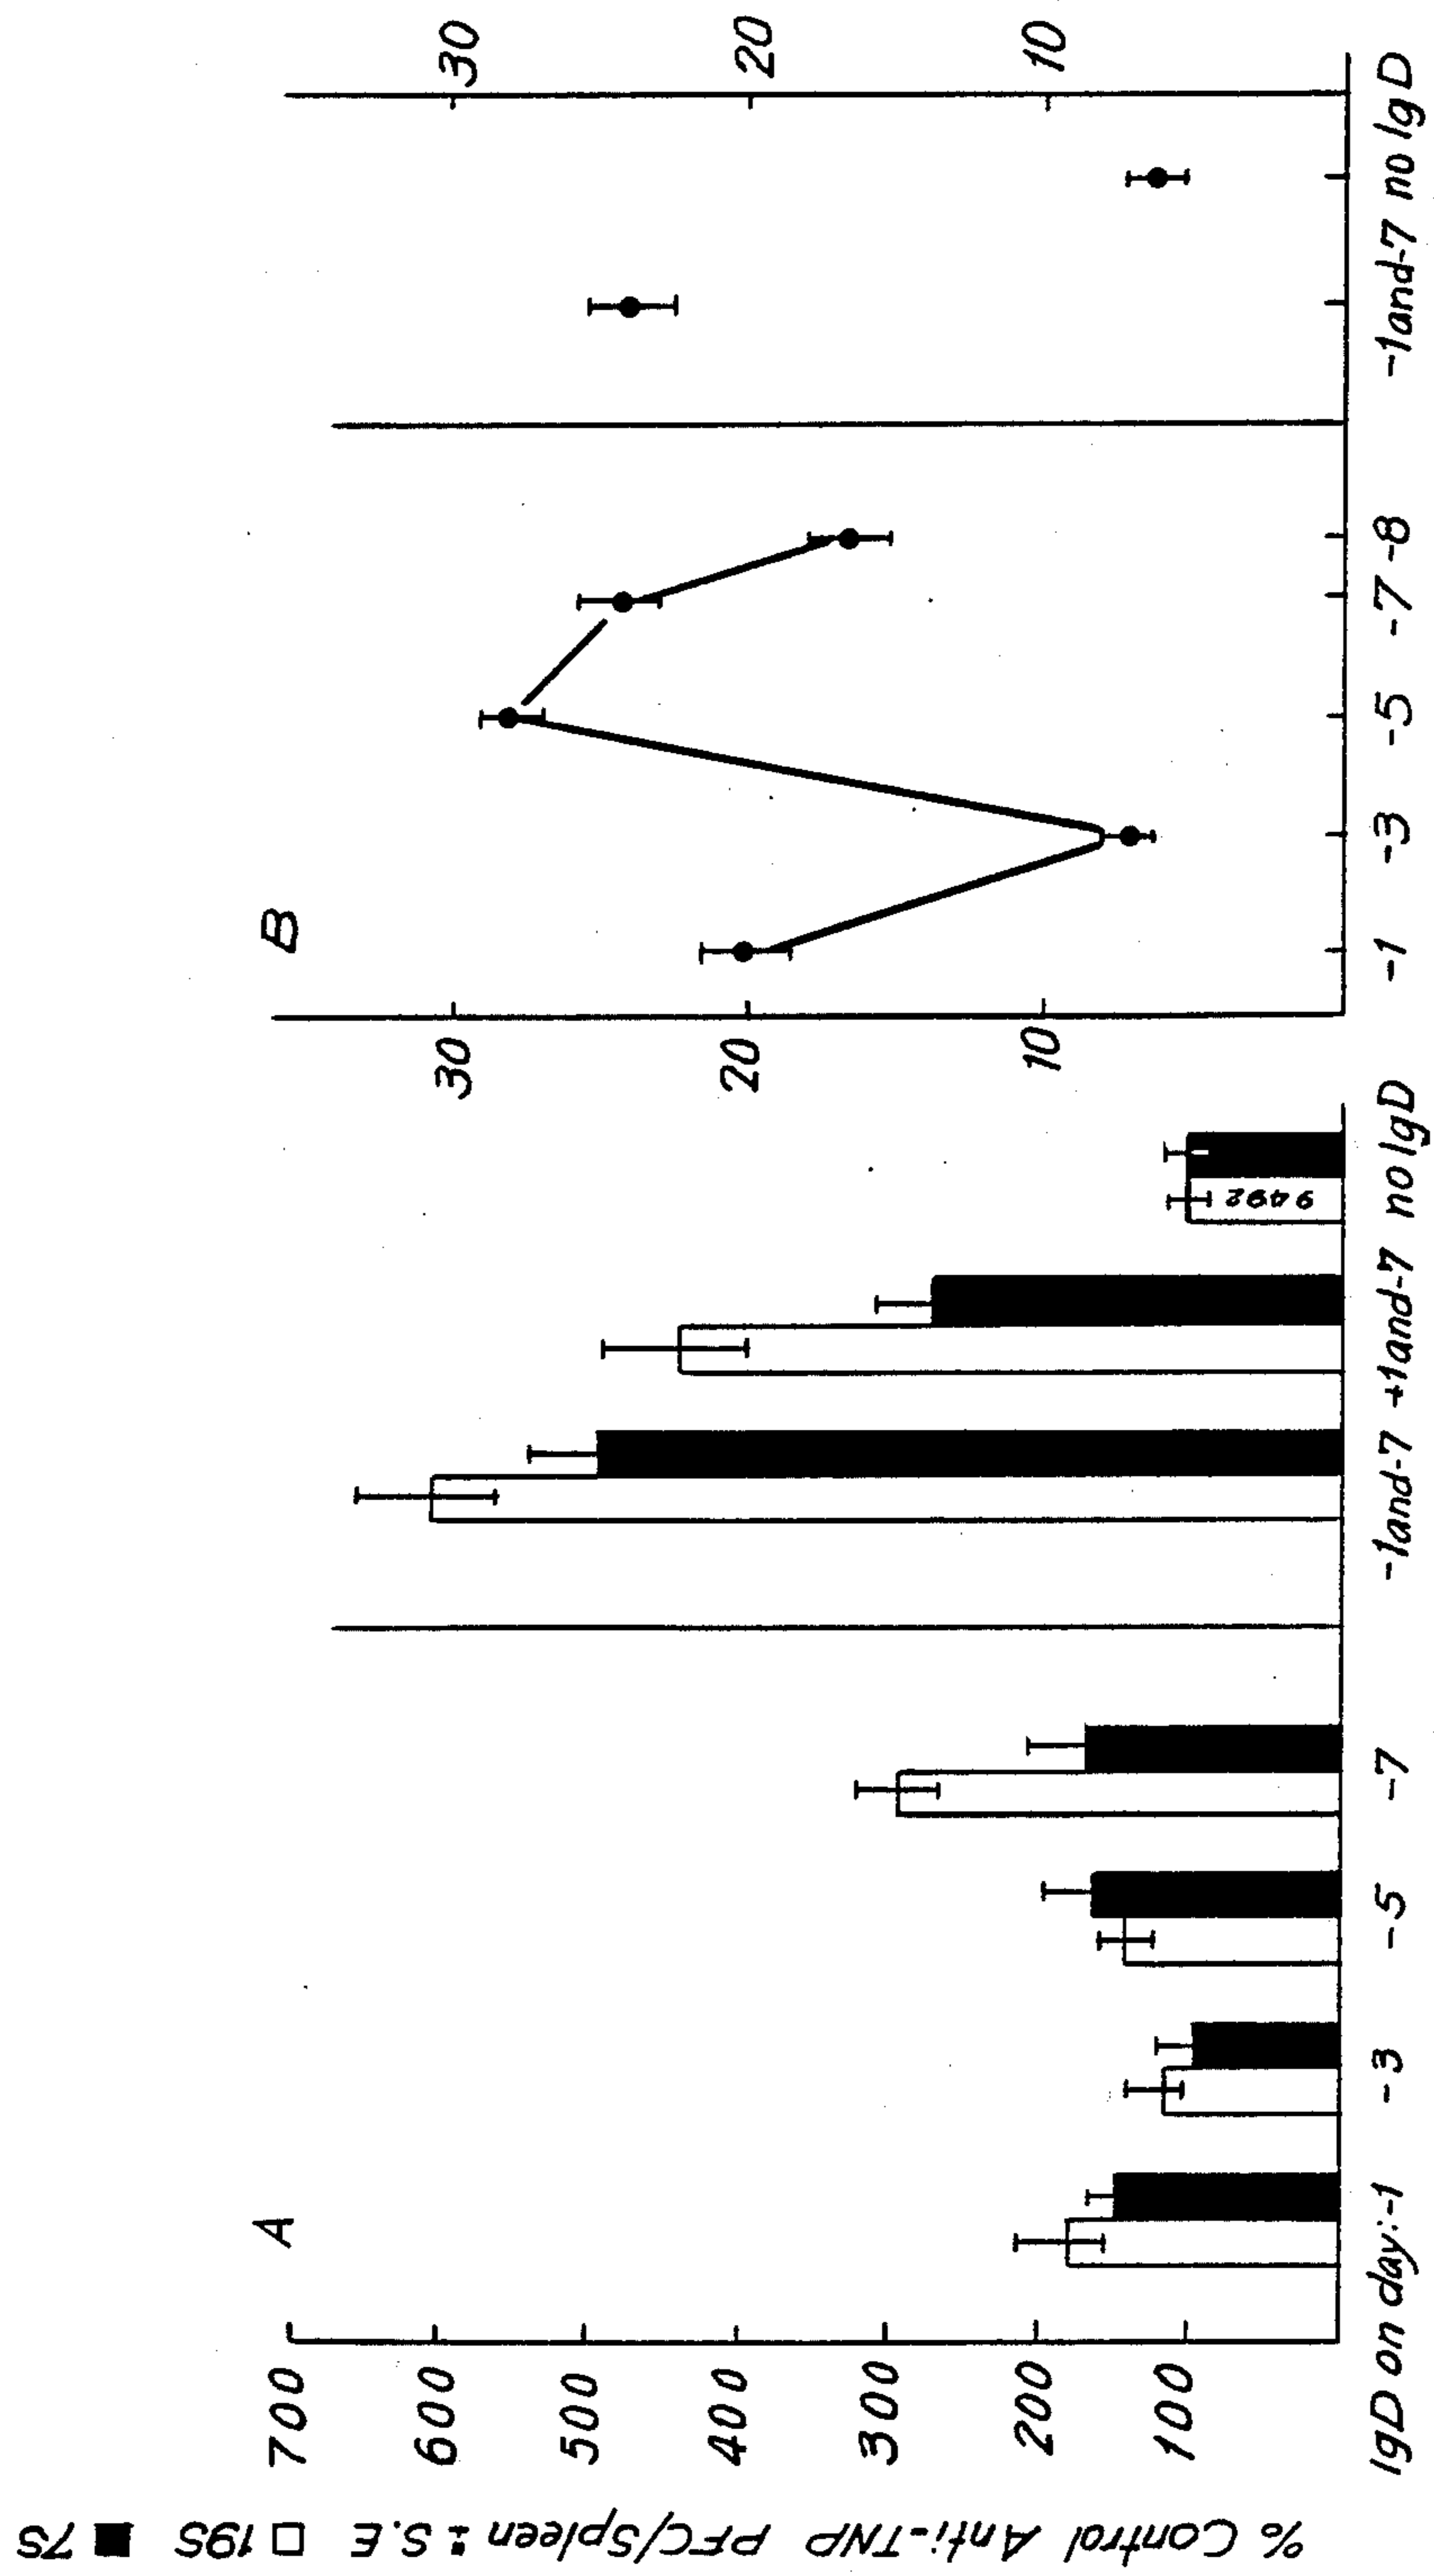 % Control Anti-TNP PFC/Spleen ± S.E □ 19S ■ 7S
A
700
600
500
400
300
200
100
9492
IgD on day: -1 -3 -5 -7 -1and-7 +1and-7 no IgD
B
30
20
10
30
20
10
-1 -3 -5 -7 -8 -1and-7 no IgD